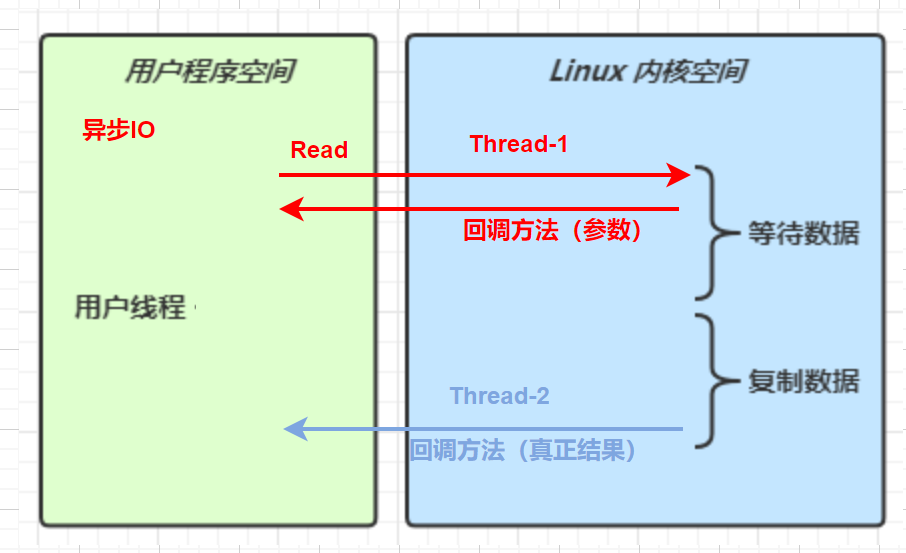 用户程序空间
Linux 内核空间
异步IO
Read
Thread-1
回调方法（参数）
等待数据
用户线程
复制数据
Thread-2
回调方法（真正结果）